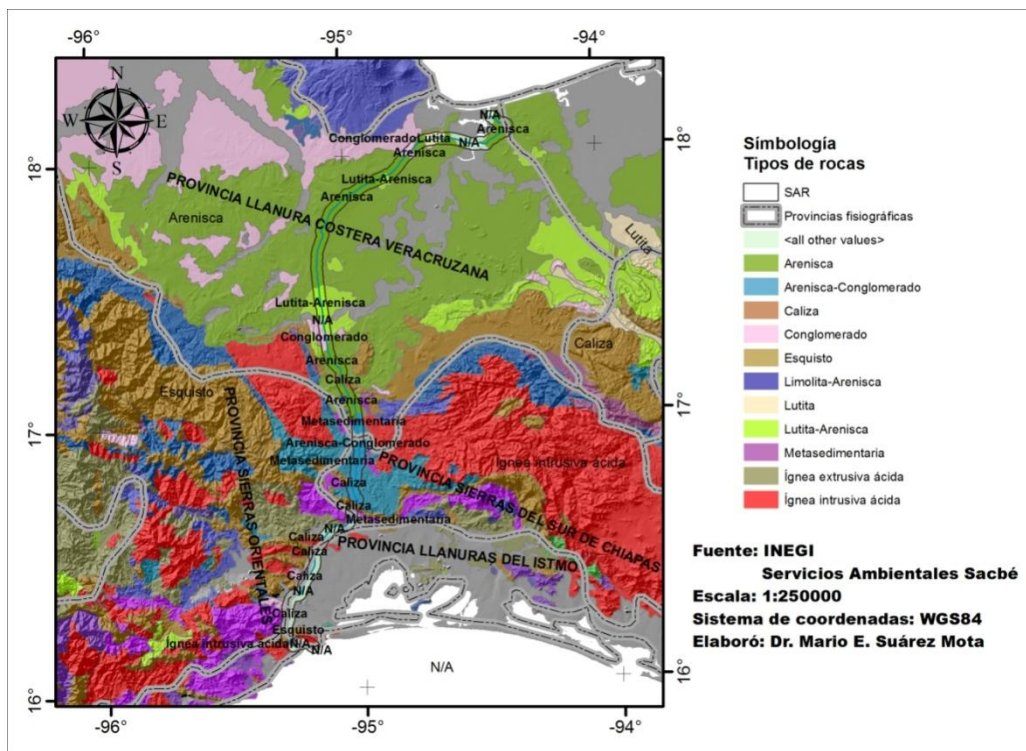 -96° -95° -94°
N
W E
S
18°
17°
16°
18°
17°
16°
-96° -95° -94°
N/A
Arenisca
Conglomerado Lutita
N/A
Arenisca
Lutita-Arenisca
Arenisca
PROVINCIA LLANURA COSTERA VERACRUZANA
Arenisca
Lutita
Lutita-Arenisca
N/A
Conglomerado
Caliza
Arenisca
Caliza
Esquisto
Arenisca
Metasedimentaria
PROVINCIA SIERRAS ORIENTALES
Arenisca-Conglomerado
Metasedimentaria
Ígnea intrusiva ácida
PROVINCIA SIERRAS DEL SUR DE CHIAPAS
Caliza
Caliza
Metasedimentaria
N/A
Caliza
PROVINCIA LLANURAS DEL ISTMO
Caliza
Caliza
N/A
Caliza
Esquisto
Ígnea intrusiva ácida
N/A
N/A
N/A
Símbología
Tipos de rocas
SAR
Provincias fisiográficas
<all other values>
Arenisca
Arenisca-Conglomerado
Caliza
Conglomerado
Esquisto
Limolita-Arenisca
Lutita
Lutita-Arenisca
Metasedimentaria
Ígnea extrusiva ácida
Ígnea intrusiva ácida
Fuente: INEGI
Servicios Ambientales Sacbé
Escala: 1:250000
Sistema de coordenadas: WGS84
Elaboró: Dr. Mario E. Suárez Mota